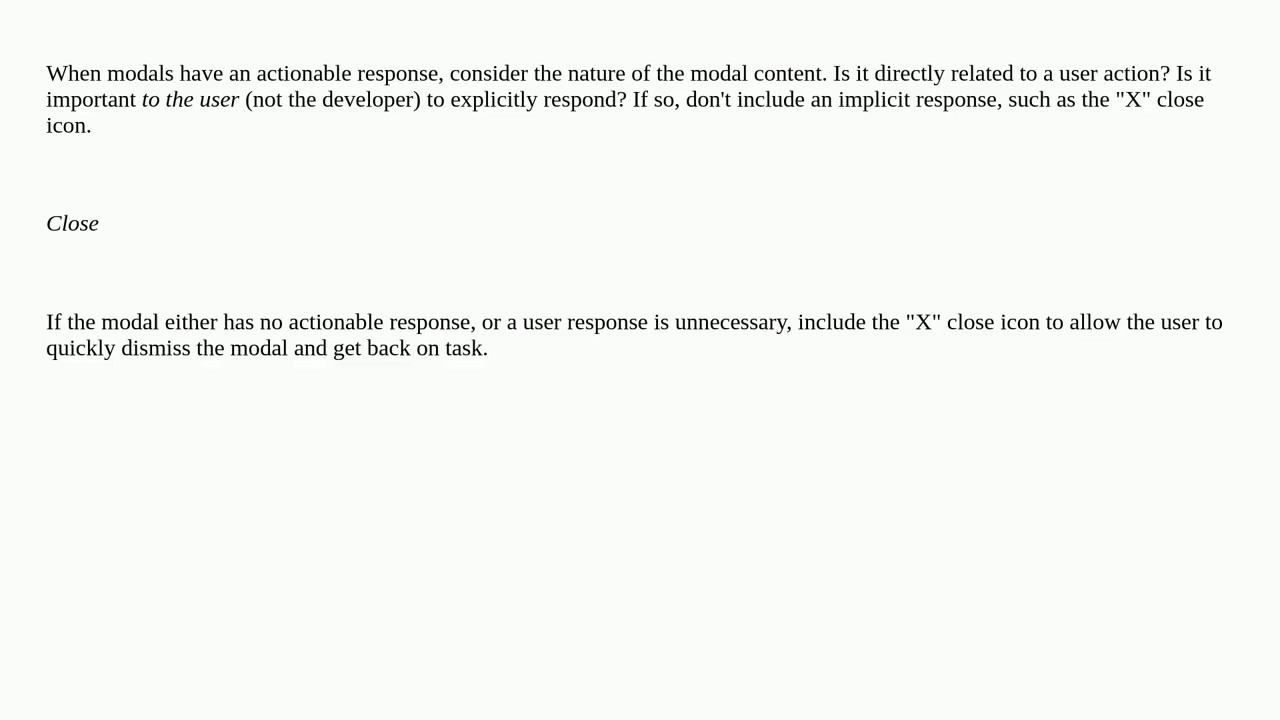 When modals have an actionable response, consider the nature of the modal content. Is it directly related to a user action? Is it
important to the user (not the developer) to explicitly respond? If so, don't include an implicit response, such as the "X" close
icon.
Close
If the modal either has no actionable response, or a user response is unnecessary, include the "X" close icon to allow the user to
quickly dismiss the modal and get back on task.